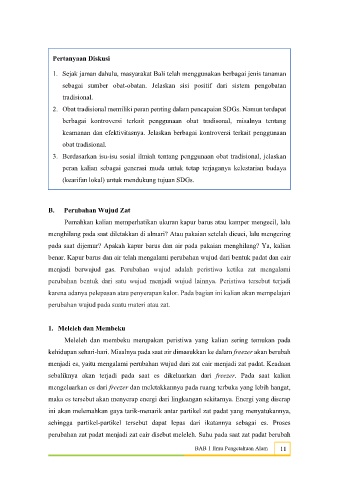 Pertanyaan Diskusi
1. Sejak jaman dahulu, masyarakat Bali telah menggunakan berbagai jenis tanaman
sebagai sumber obat-obatan. Jelaskan sisi positif dari sistem pengobatan
tradisional.
2. Obat tradisional memiliki peran penting dalam pencapaian SDGs. Namun terdapat
berbagai kontroversi terkait penggunaan obat tradisonal, misalnya tentang
keamanan dan efektivitasnya. Jelaskan berbagai kontroversi terkait penggunaan
obat tradisional.
3. Berdasarkan isu-isu sosial ilmiah tentang penggunaan obat tradisional, jelaskan
peran kalian sebagai generasi muda untuk tetap terjaganya kelestarian budaya
(kearifan lokal) untuk mendukung tujuan SDGs.
B. Perubahan Wujud Zat
Pernahkan kalian memperhatikan ukuran kapur barus atau kamper mengecil, lalu
menghilang pada saat diletakkan di almari? Atau pakaian setelah dicuci, lalu mengering
pada saat dijemur? Apakah kapur barus dan air pada pakaian menghilang? Ya, kalian
benar. Kapur barus dan air telah mengalami perubahan wujud dari bentuk padat dan cair
menjadi berwujud gas. Perubahan wujud adalah peristiwa ketika zat mengalami
perubahan bentuk dari satu wujud menjadi wujud lainnya. Peristiwa tersebut terjadi
karena adanya pelepasan atau penyerapan kalor. Pada bagian ini kalian akan mempelajari
perubahan wujud pada suatu materi atau zat.
1. Meleleh dan Membeku
Meleleh dan membeku merupakan peristiwa yang kalian sering temukan pada
kehidupan sehari-hari. Misalnya pada saat air dimasukkan ke dalam freezer akan berubah
menjadi es, yaitu mengalami perubahan wujud dari zat cair menjadi zat padat. Keadaan
sebaliknya akan terjadi pada saat es dikeluarkan dari freezer. Pada saat kalian
mengeluarkan es dari freezer dan meletakkannya pada ruang terbuka yang lebih hangat,
maka es tersebut akan menyerap energi dari lingkungan sekitarnya. Energi yang diserap
ini akan melemahkan gaya tarik-menarik antar partikel zat padat yang menyatukannya,
sehingga partikel-partikel tersebut dapat lepas dari ikatannya sebagai es. Proses
perubahan zat padat menjadi zat cair disebut meleleh. Suhu pada saat zat padat berubah
BAB 1 Ilmu Pengetahuan Alam 11